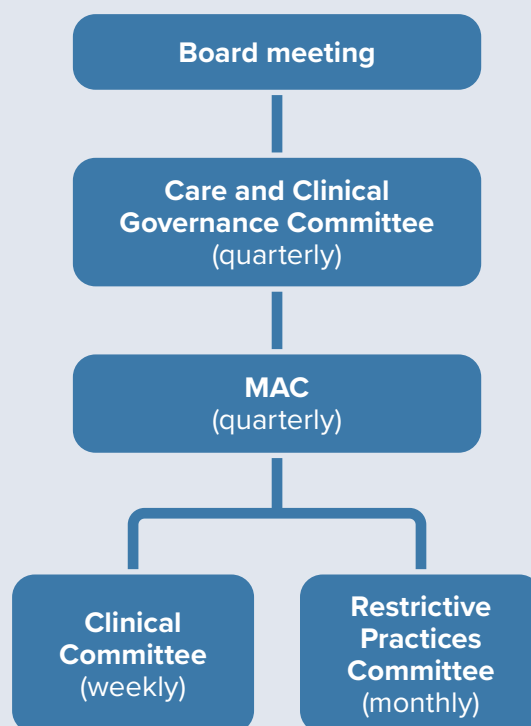 Board meeting
Care and Clinical
Governance Committee
(quarterly)
MAC
(quarterly)
Clinical
Committee
(weekly)
Restrictive
Practices
Committee
(monthly)